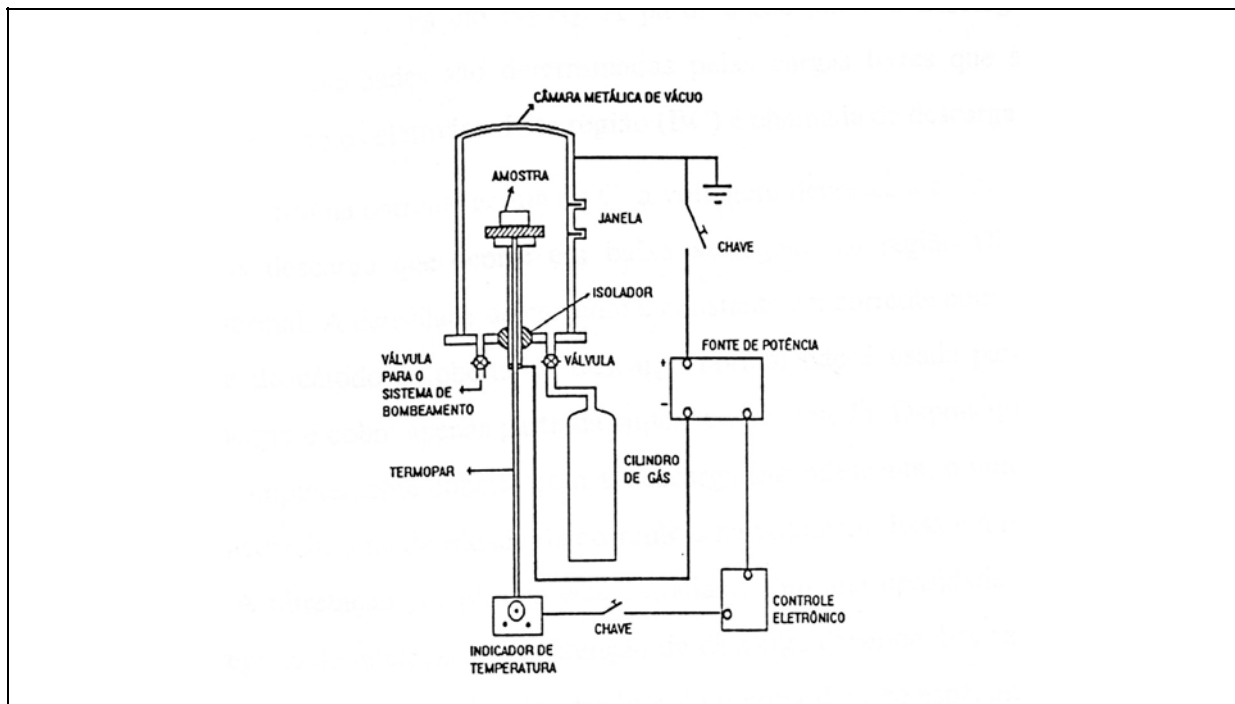 CÂMARA METÁLICA DE VÁCUO
AMOSTRA
JANELA
CHAVE
ISOLADOR
FONTE DE POTÊNCIA
VÁLVULA
PARA O
SISTEMA DE
BOMBEAMENTO
VÁLVULA
+
-
TERMOPAR
CILINDRO
DE GÁS
CHAVE
CONTROLE
ELETRÔNICO
INDICADOR DE
TEMPERATURA